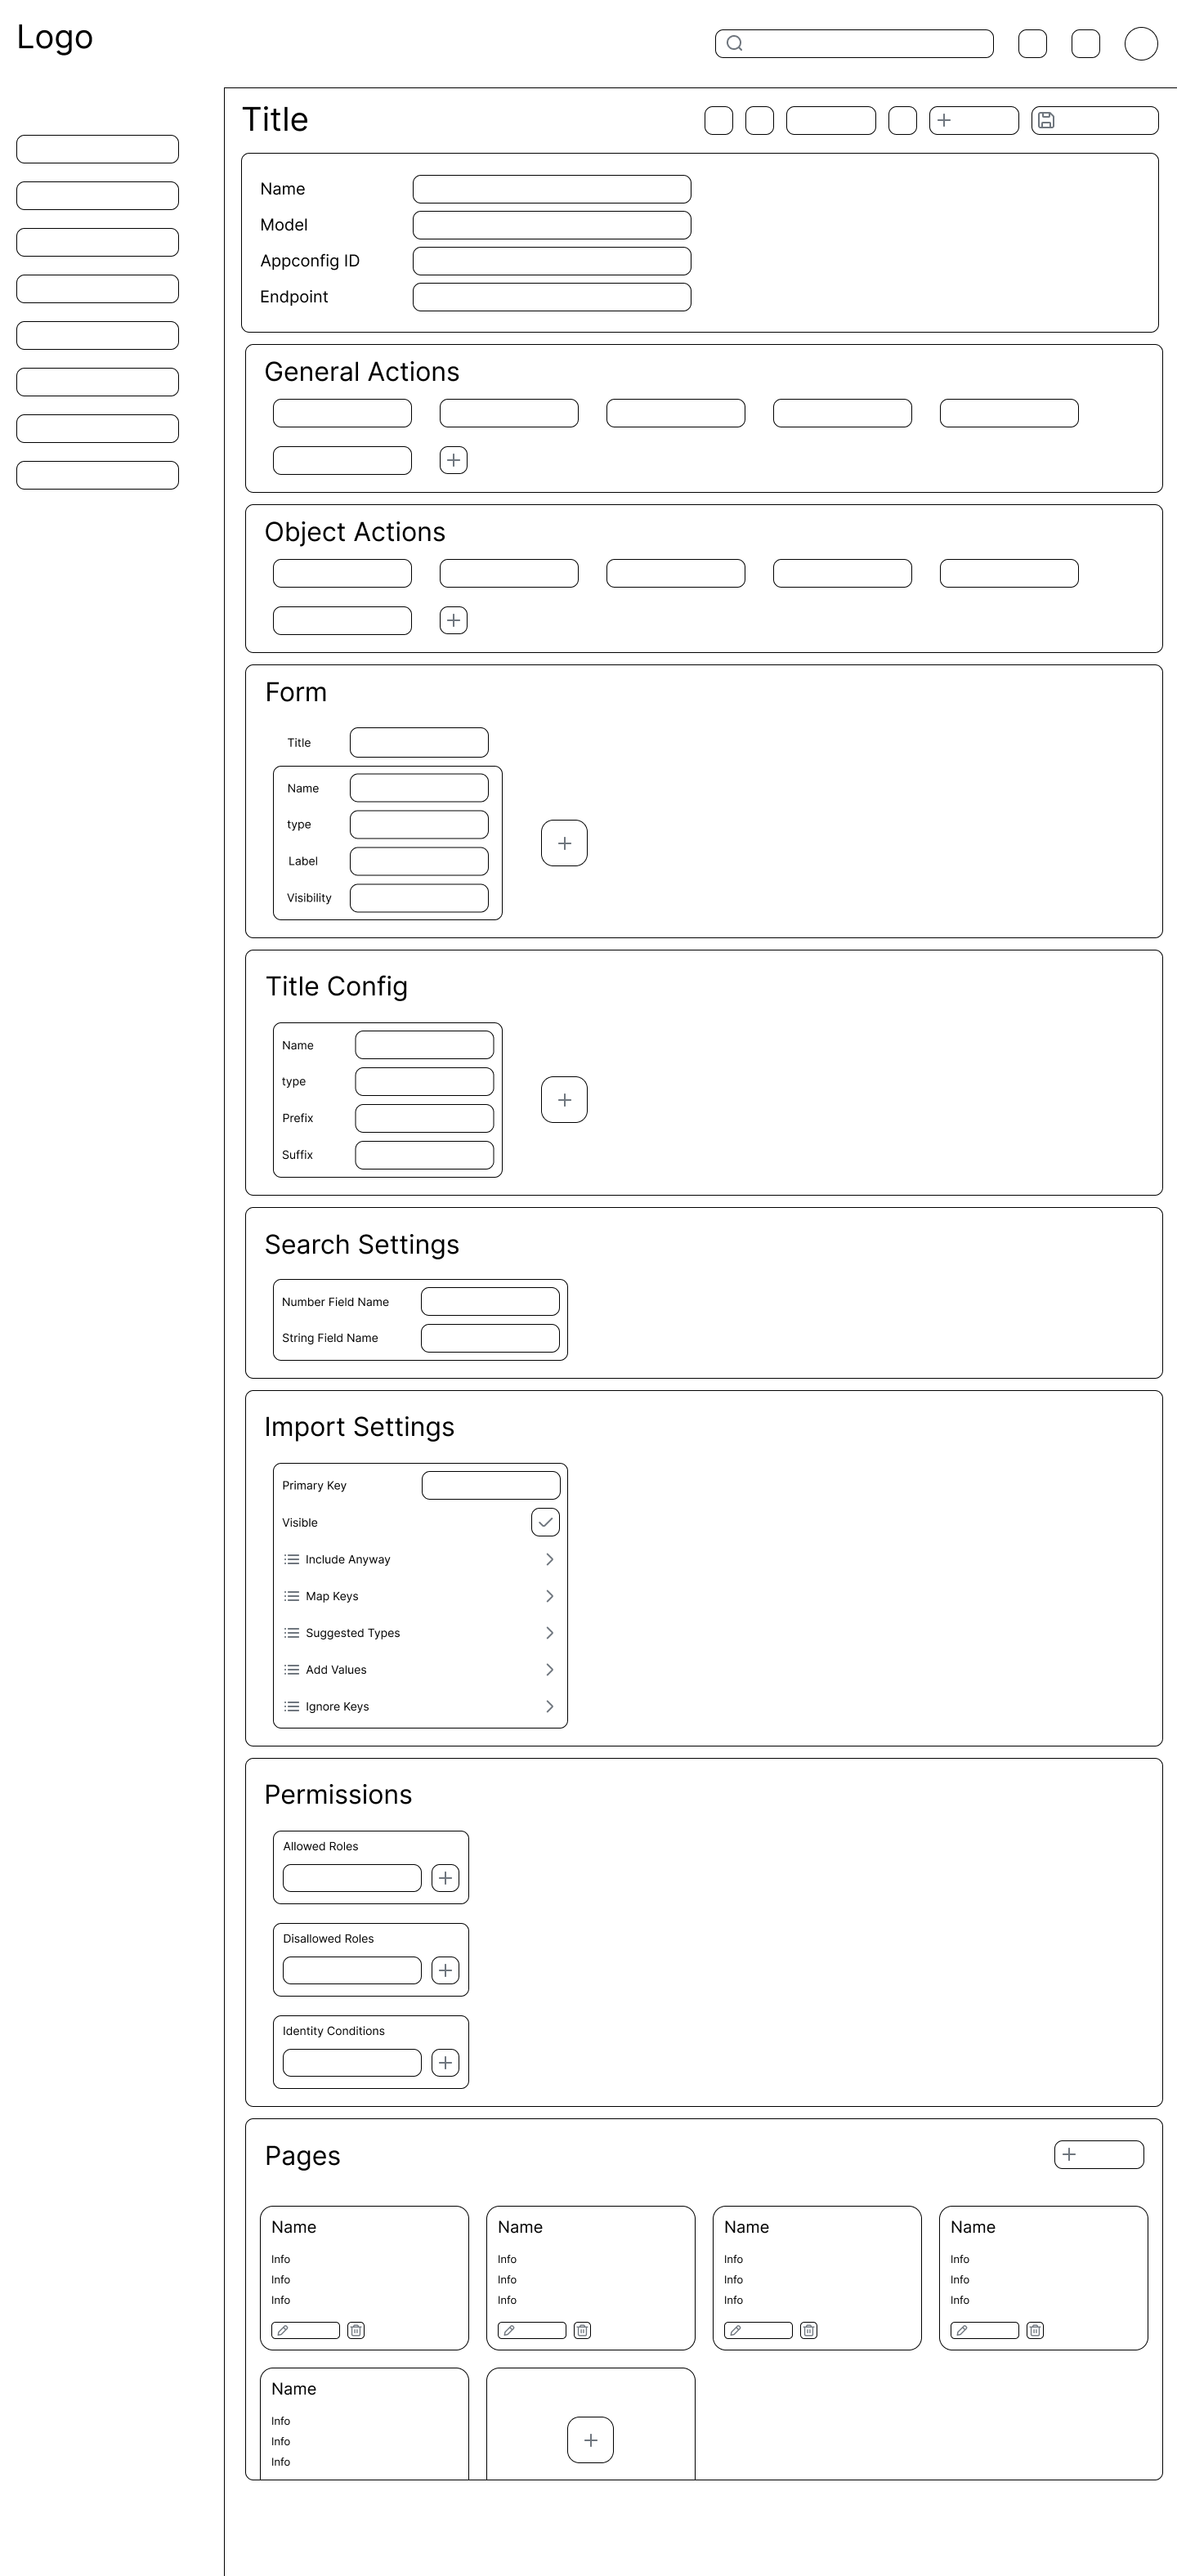 Logo
Title
Name
Model
Appconfig ID
Endpoint
General Actions
Object Actions
Form
Title
Name
type
Label
Visibility
Title Config
Name
type
Prefix
Suffix
Search Settings
Number Field Name
String Field Name
Import Settings
Primary Key
Visible
Include Anyway
Map Keys
Suggested Types
Add Values
Ignore Keys
Permissions
Allowed Roles
Disallowed Roles
Identity Conditions
Pages
Name
Info
Info
Info
Name
Info
Info
Info
Name
Info
Info
Info
Name
Info
Info
Info
Name
Info
Info
Info